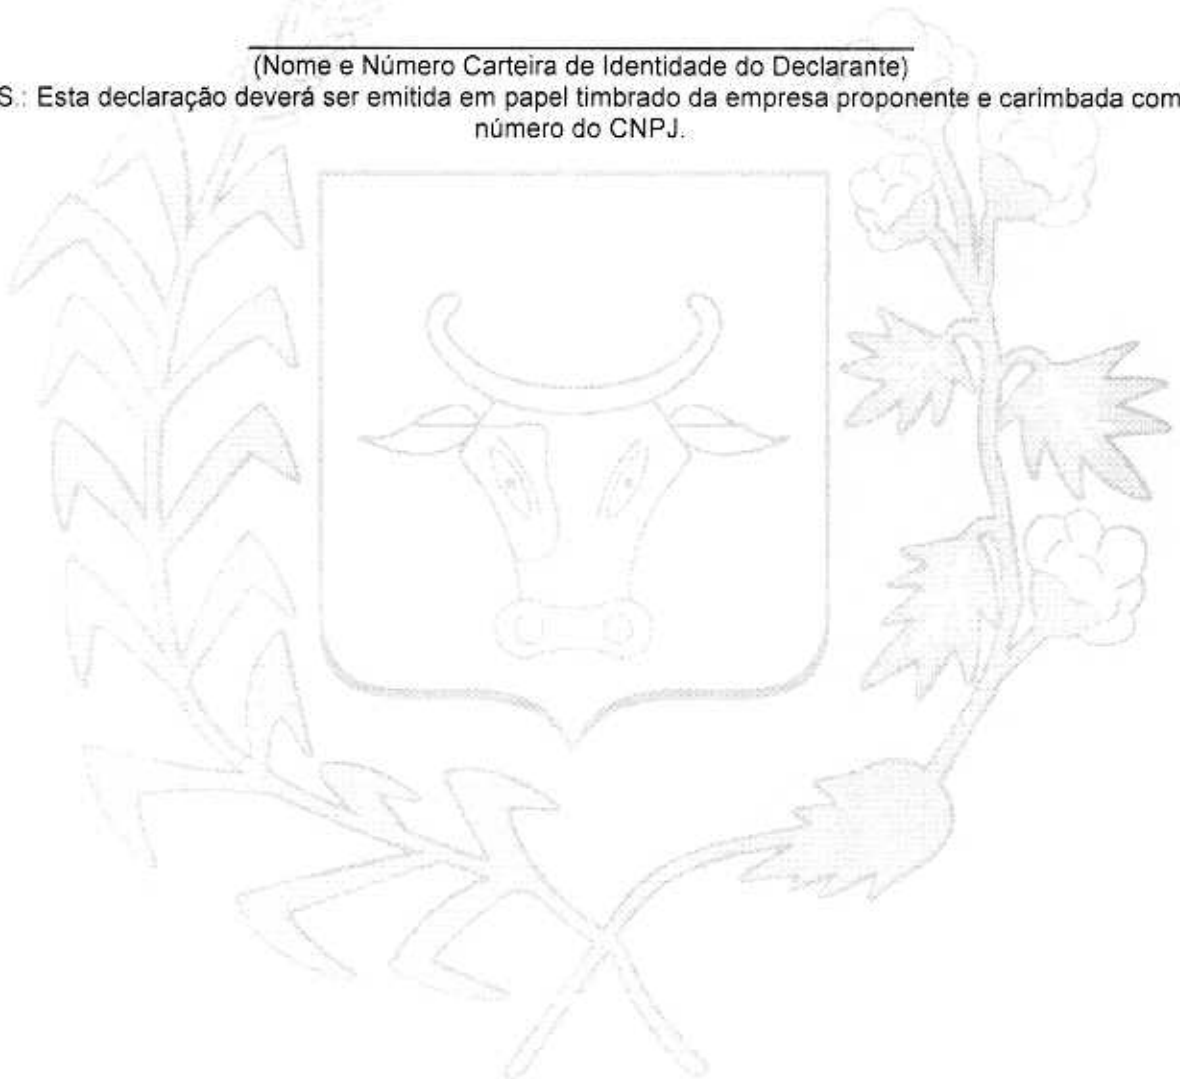 (Nome e Número Carteira de Identidade do Declarante)
S.: Esta declaração deverá ser emitida em papel timbrado da empresa proponente e carimbada com
número do CNPJ.